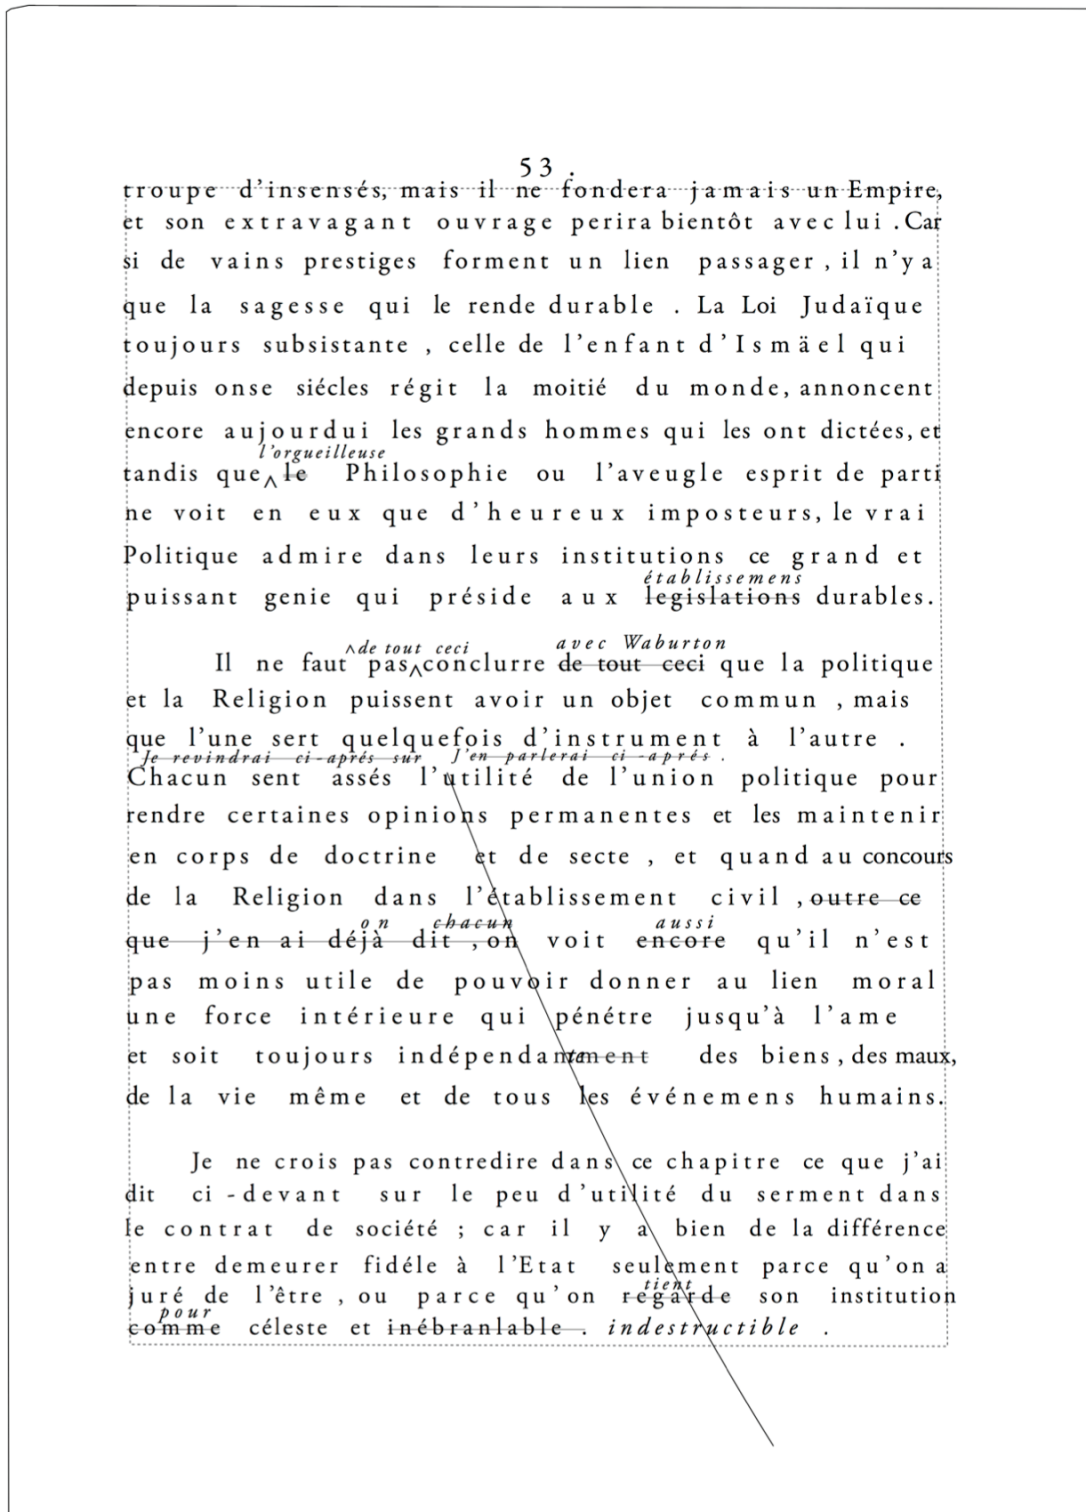 53 .
troupe d'insensés, mais il ne fondera jamais un Empire,
et son extravagant ouvrage perira bientôt avec lui . Car
si de vains prestiges forment un lien passager , il n'y a
que la sagesse qui le rende durable . La Loi Judaïque
toujours subsistante , celle de l'enfant d'Ismäel qui
depuis onse siécles régit la moitié du monde, annoncent
encore aujourdui les grands hommes qui les ont dictées, et
l'orgueilleuse
tandis que ^ le Philosophie ou l'aveugle esprit de parti
ne voit en eux que d'heureux imposteurs, le vrai
Politique admire dans leurs institutions ce grand et
établissemens
puissant genie qui préside aux legislations durables.
^ de tout ceci avec Waburton
Il ne faut pas ^ conclurre de tout ceci que la politique
et la Religion puissent avoir un objet commun , mais
que l'une sert quelquefois d'instrument à l'autre .
Je revindrai ci-aprés sur J'en parlerai ci-aprés .
Chacun sent assés l'utilité de l'union politique pour
rendre certaines opinions permanentes et les maintenir
en corps de doctrine et de secte , et quand au concours
de la Religion dans l'établissement civil , outre ce
on chacun aussi
que j'en ai déjà dit , on voit encore qu'il n'est
pas moins utile de pouvoir donner au lien moral
une force intérieure qui pénétre jusqu'à l'ame
et soit toujours indépendantement des biens , des maux,
de la vie même et de tous les événemens humains.
Je ne crois pas contredire dans ce chapitre ce que j'ai
dit ci-devant sur le peu d'utilité du serment dans
le contrat de société ; car il y a bien de la différence
entre demeurer fidéle à l'Etat seulement parce qu'on a
tient
juré de l'être , ou parce qu'on regarde son institution
pour
comme céleste et inébranlable . indestructible .